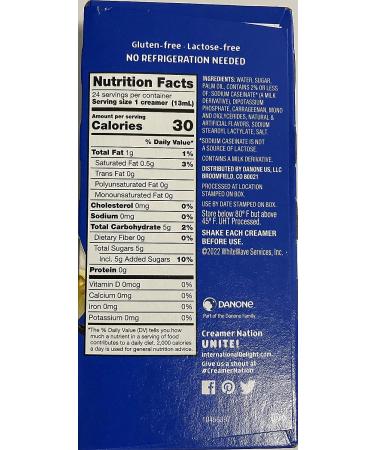 Gluten-free · Lactose-free
NO REFRIGERATION NEEDED
Nutrition Facts
24 servings per container
Serving size 1 creamer (13mL)
Amount per serving
Calories 30
% Daily Value*
Total Fat 1g 1%
Saturated Fat 0.5g 3%
Trans Fat 0g
Polyunsaturated Fat 0g
Monounsaturated Fat 0g
Cholesterol 0mg 0%
Sodium 0mg 0%
Total Carbohydrate 5g 2%
Dietary Fiber 0g 0%
Total Sugars 5g
Incl. 5g Added Sugars 10%
Protein 0g
Vitamin D 0mcg 0%
Calcium 0mg 0%
Iron 0mg 0%
Potassium 0mg 0%
*The % Daily Value (DV) tells you how
much a nutrient in a serving of food
contributes to a daily diet. 2,000 calories
a day is used for general nutrition advice.
INGREDIENTS: WATER, SUGAR,
PALM OIL, CONTAINS 2% OR LESS
OF: SODIUM CASEINATE* (A MILK
DERIVATIVE), DIPOTASSIUM
PHOSPHATE, CARRAGEENAN, MONO
AND DIGLYCERIDES, NATURAL &
ARTIFICIAL FLAVORS, SODIUM
STEAROYL LACTYLATE, SALT.
*SODIUM CASEINATE IS NOT
A SOURCE OF LACTOSE.
CONTAINS A MILK DERIVATIVE.
DISTRIBUTED BY DANONE US, LLC
BROOMFIELD, CO 80021
PROCESSED AT LOCATION
STAMPED ON BOX.
USE BY DATE STAMPED ON BOX.
Store below 80° F but above
45° F. UHT Processed.
SHAKE EACH CREAMER
BEFORE USE.
©2022 WhiteWave Services, Inc.
DANONE
Part of the Danone Family
Creamer Nation
UNITE!
InternationalDelight.com
Give us a shout at
#CreamerNation